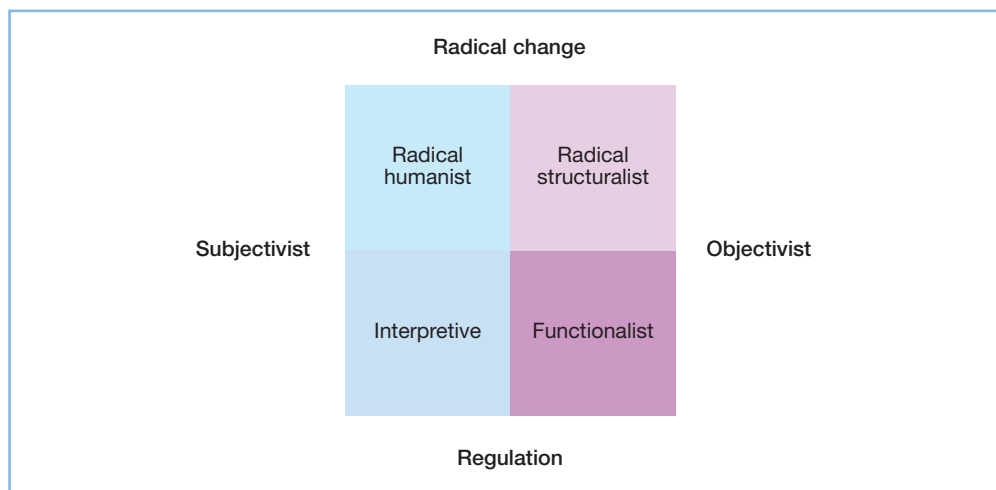 Radical change
Radical
humanist
Radical
structuralist
Subjectivist
Objectivist
Interpretive
Functionalist
Regulation